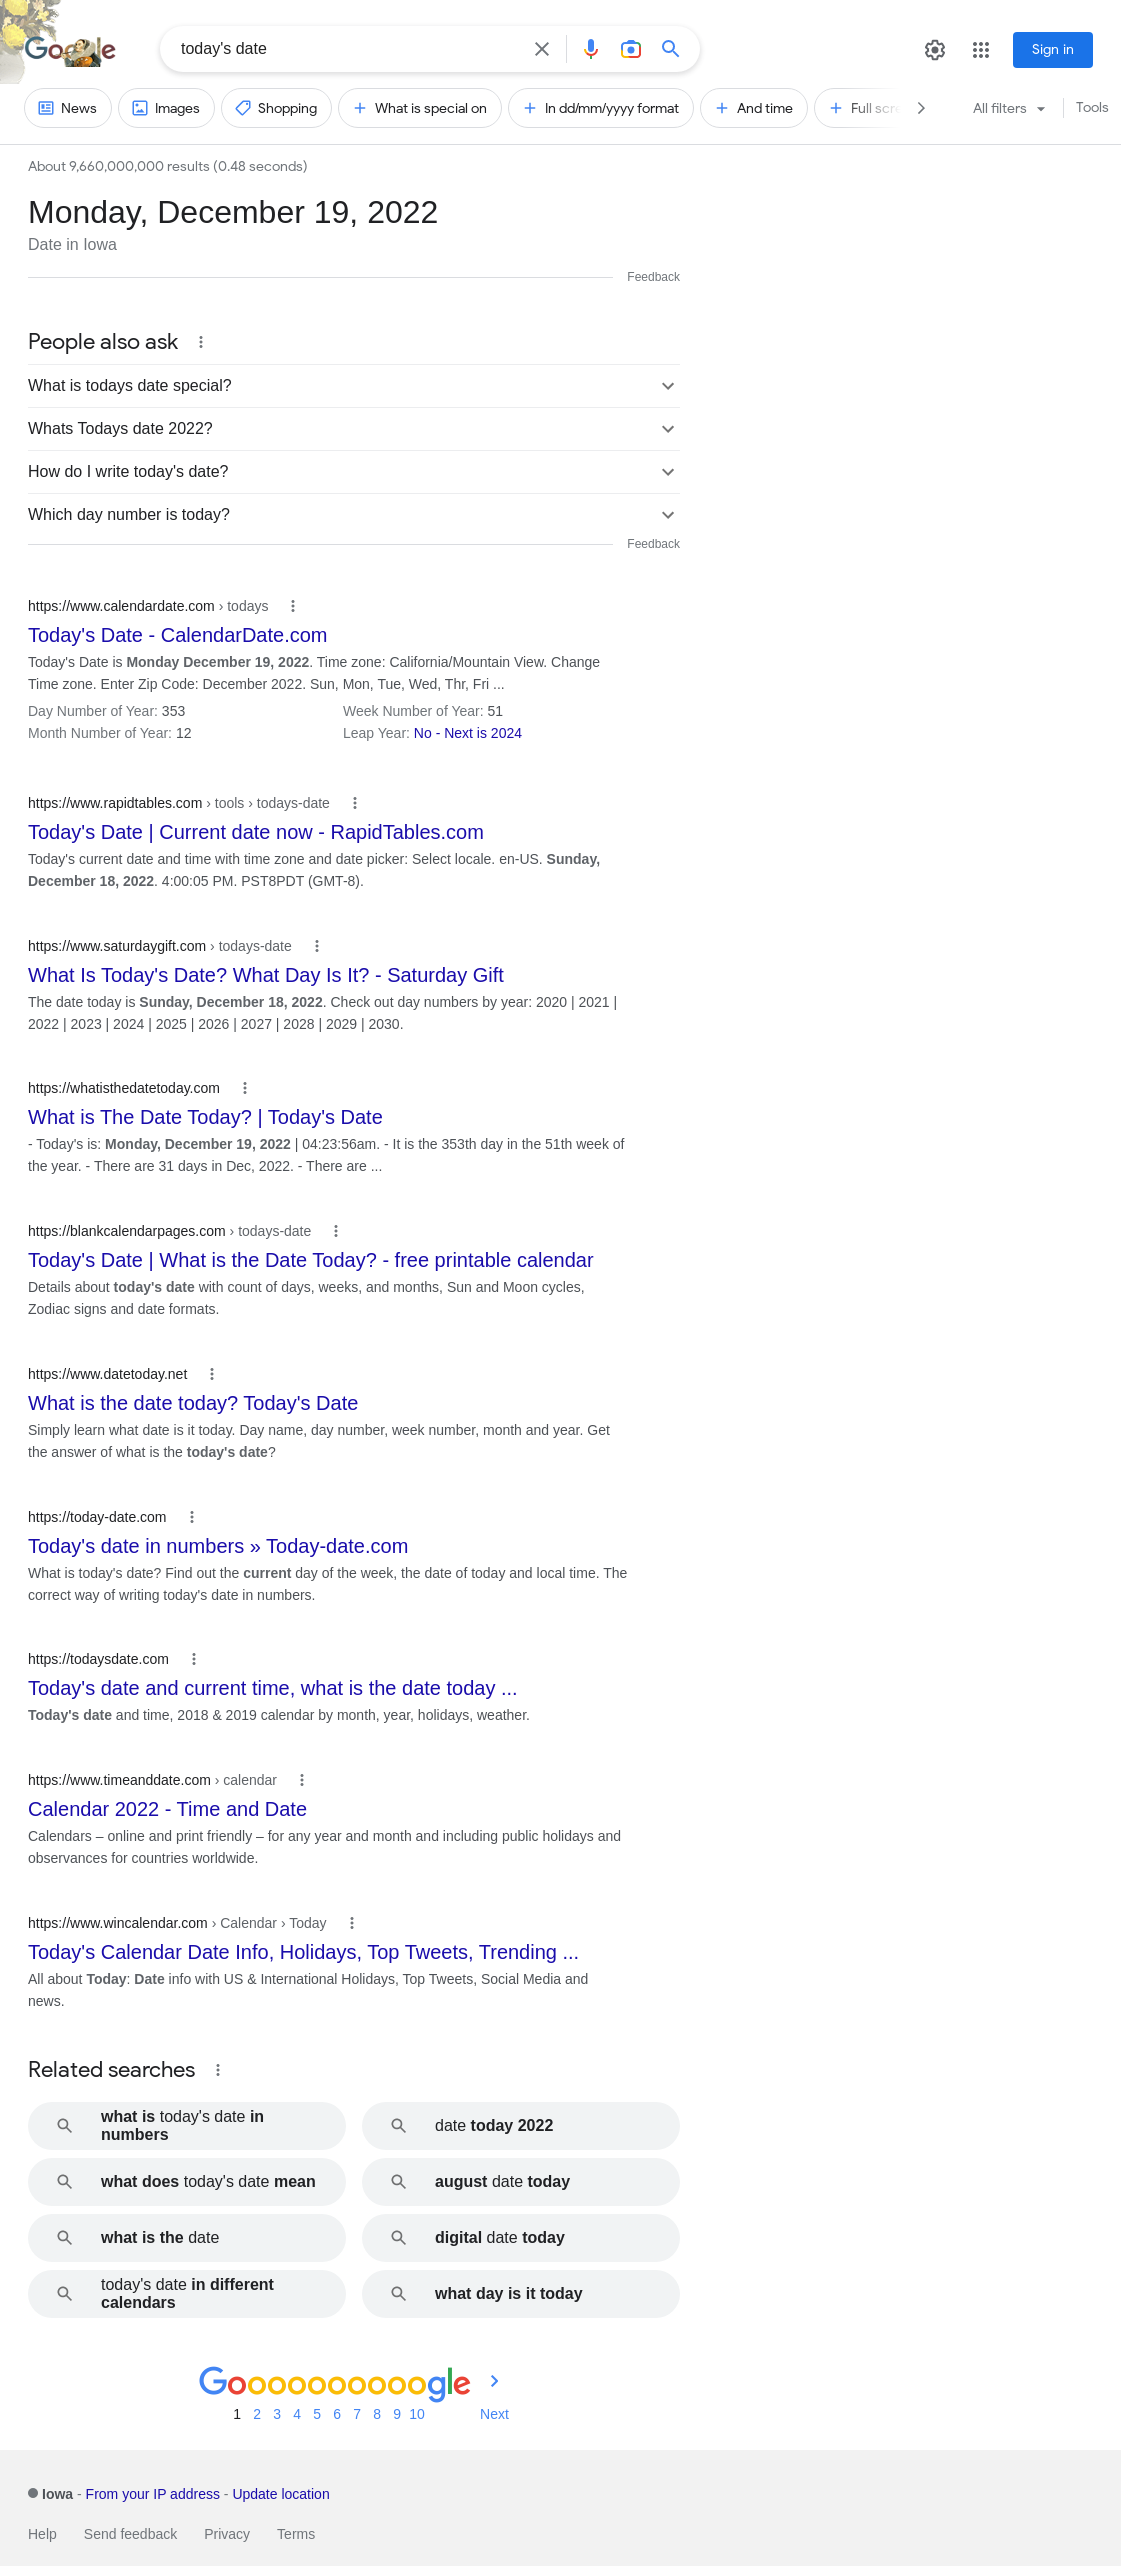 Google
today's date
Sign in
News
Images
Shopping
What is special on
In dd/mm/yyyy format
And time
Full
All filters
Tools
About 9,660,000,000 results (0.48 seconds)
Monday, December 19, 2022
Date in Iowa
Feedback
People also ask
What is todays date special?
Whats Todays date 2022?
How do I write today's date?
Which day number is today?
Feedback
https://www.calendardate.com › todays
Today's Date - CalendarDate.com
Today's Date is Monday December 19, 2022. Time zone: California/Mountain View. Change
Time zone. Enter Zip Code: December 2022. Sun, Mon, Tue, Wed, Thr, Fri ...
Day Number of Year: 353 Week Number of Year: 51
Month Number of Year: 12 Leap Year: No - Next is 2024
https://www.rapidtables.com › tools › todays-date
Today's Date | Current date now - RapidTables.com
Today's current date and time with time zone and date picker: Select locale. en-US. Sunday,
December 18, 2022. 4:00:05 PM. PST8PDT (GMT-8).
https://www.saturdaygift.com › todays-date
What Is Today's Date? What Day Is It? - Saturday Gift
The date today is Sunday, December 18, 2022. Check out day numbers by year: 2020 | 2021 |
2022 | 2023 | 2024 | 2025 | 2026 | 2027 | 2028 | 2029 | 2030.
https://whatisthedatetoday.com
What is The Date Today? | Today's Date
- Today's is: Monday, December 19, 2022 | 04:23:56am. - It is the 353th day in the 51th week of
the year. - There are 31 days in Dec, 2022. - There are ...
https://blankcalendarpages.com › todays-date
Today's Date | What is the Date Today? - free printable calendar
Details about today's date with count of days, weeks, and months, Sun and Moon cycles,
Zodiac signs and date formats.
https://www.datetoday.net
What is the date today? Today's Date
Simply learn what date is it today. Day name, day number, week number, month and year. Get
the answer of what is the today's date?
https://today-date.com
Today's date in numbers » Today-date.com
What is today's date? Find out the current day of the week, the date of today and local time. The
correct way of writing today's date in numbers.
https://todaysdate.com
Today's date and current time, what is the date today ...
Today's date and time, 2018 & 2019 calendar by month, year, holidays, weather.
https://www.timeanddate.com › calendar
Calendar 2022 - Time and Date
Calendars – online and print friendly – for any year and month and including public holidays and
observances for countries worldwide.
https://www.wincalendar.com › Calendar › Today
Today's Calendar Date Info, Holidays, Top Tweets, Trending ...
All about Today: Date info with US & International Holidays, Top Tweets, Social Media and
news.
Related searches
what is today's date in
numbers
date today 2022
what does today's date mean
august date today
what is the date
digital date today
today's date in different
calendars
what day is it today
Goooooooooogle
1 2 3 4 5 6 7 8 9 10 Next
Iowa - From your IP address - Update location
Help Send feedback Privacy Terms